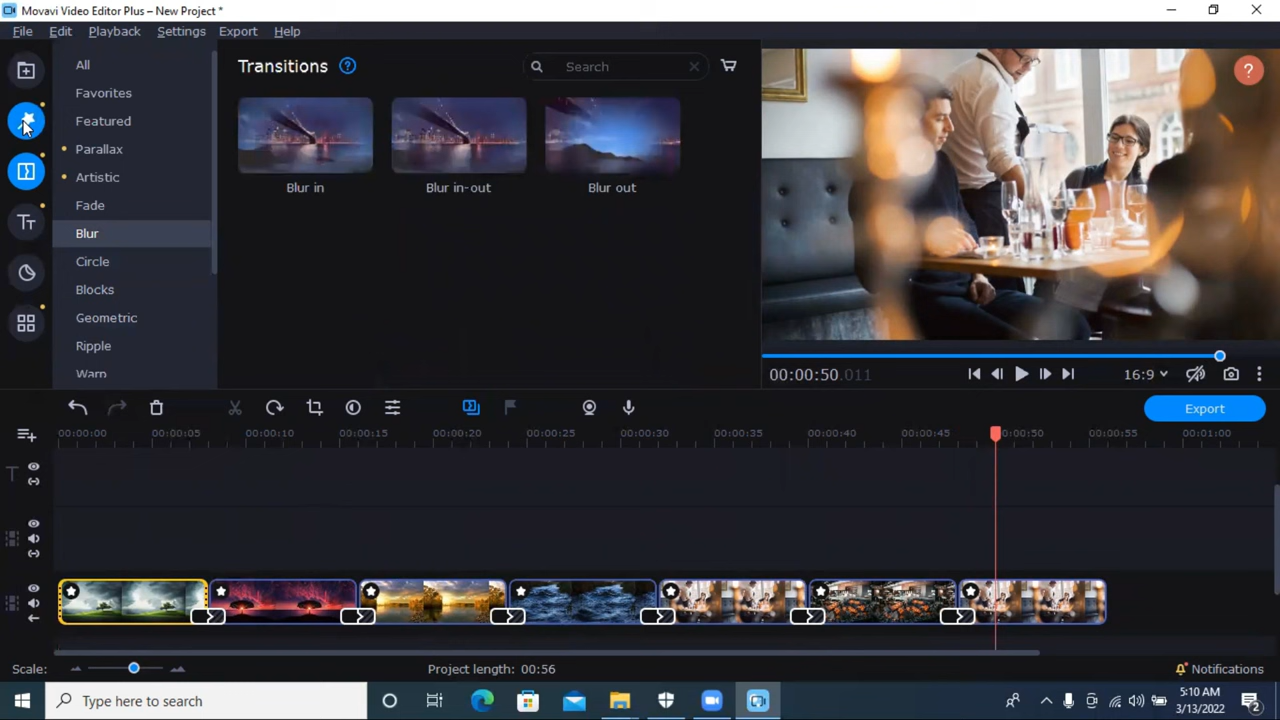 Movavi Video Editor Plus – New Project *
File Edit Playback Settings Export Help
All
Favorites
Featured
Parallax
Artistic
Fade
Blur
Circle
Blocks
Geometric
Ripple
Warp
Transitions ?
Search
Blur in
Blur in-out
Blur out
?
00:00:50.011
16:9
Export
00:00:00 00:00:05 00:00:10 00:00:15 00:00:20 00:00:25 00:00:30 00:00:35 00:00:40 00:00:45 00:00:50 00:00:55 00:01:00
Scale:
Project length: 00:56
Notifications
Type here to search
5:10 AM
3/13/2022
2